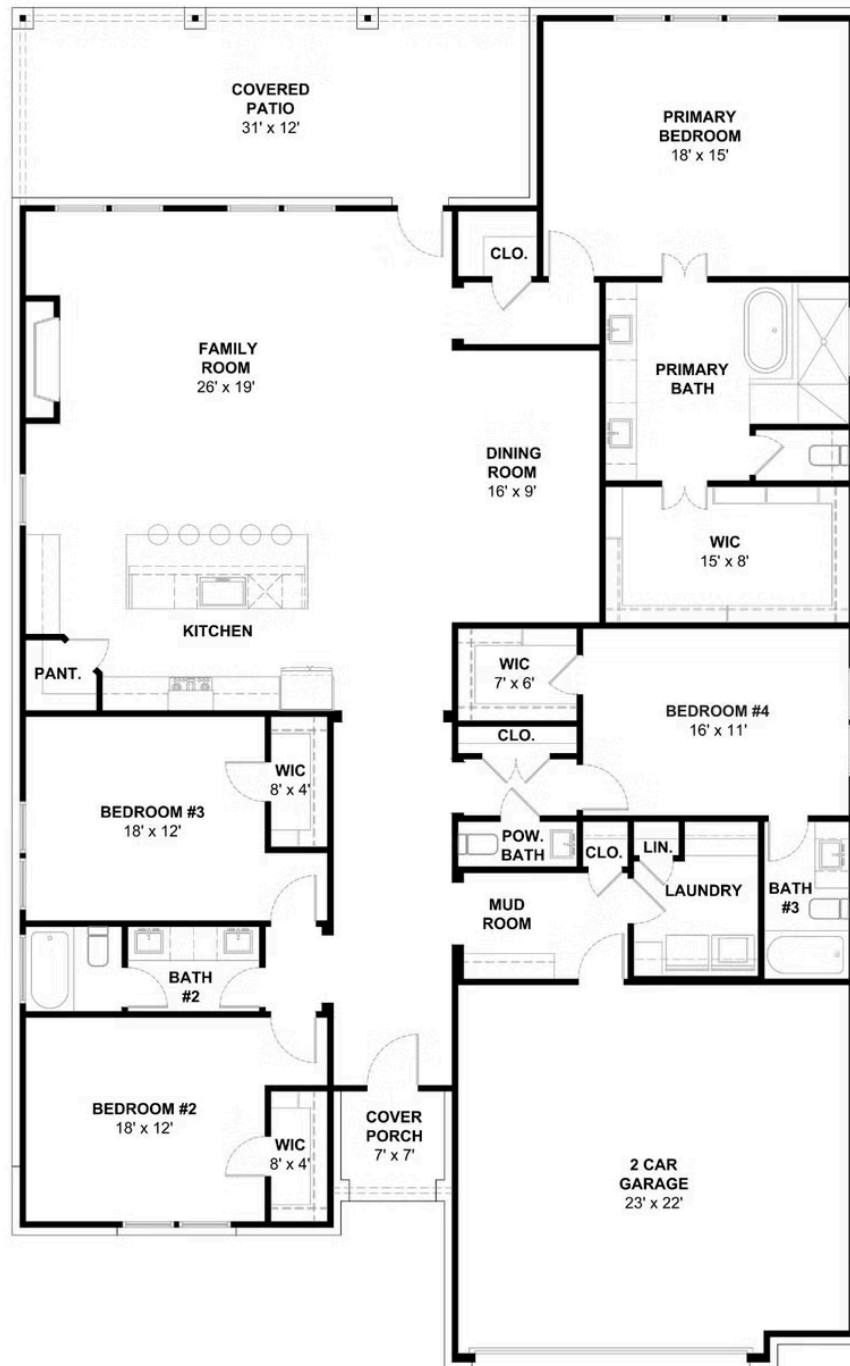 COVERED
PATIO
31' x 12'
PRIMARY
BEDROOM
18' x 15'
CLO.
FAMILY
ROOM
26' x 19'
PRIMARY
BATH
DINING
ROOM
16' x 9'
WIC
15' x 8'
KITCHEN
PANT.
WIC
7' x 6'
BEDROOM #4
16' x 11'
CLO.
WIC
8' x 4'
BEDROOM #3
18' x 12'
POW.
BATH
CLO.
LIN.
LAUNDRY
BATH
#3
MUD
ROOM
BATH
#2
BEDROOM #2
18' x 12'
WIC
8' x 4'
COVER
PORCH
7' x 7'
2 CAR
GARAGE
23' x 22'